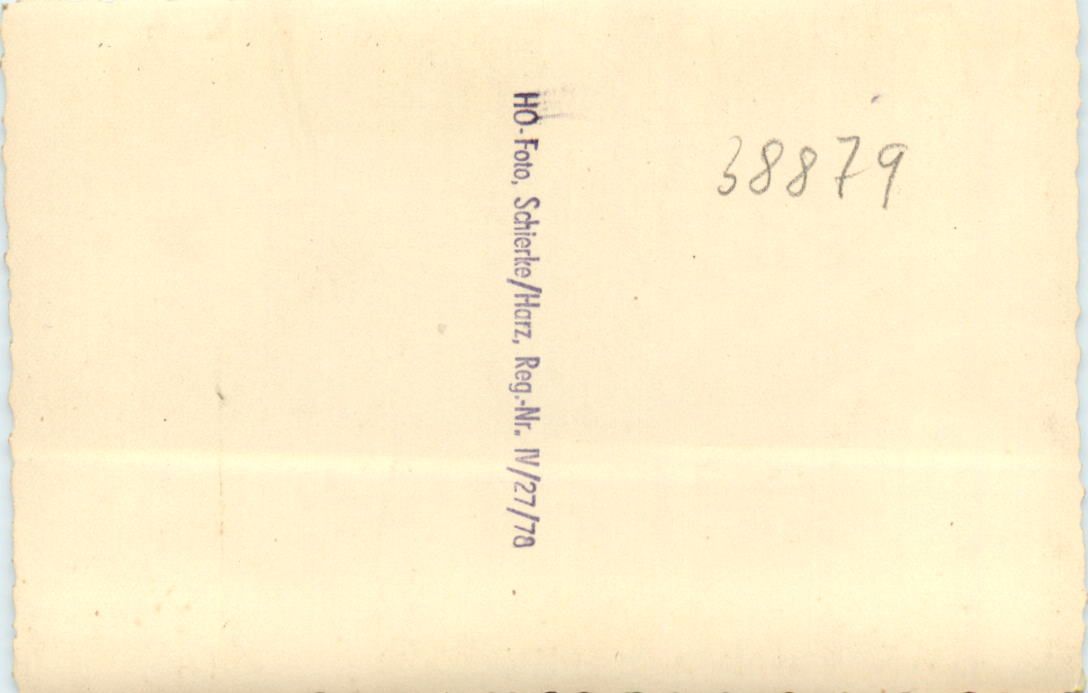 HO-Foto, Schierke/Harz, Reg.-Nr. IV/27/78
38879